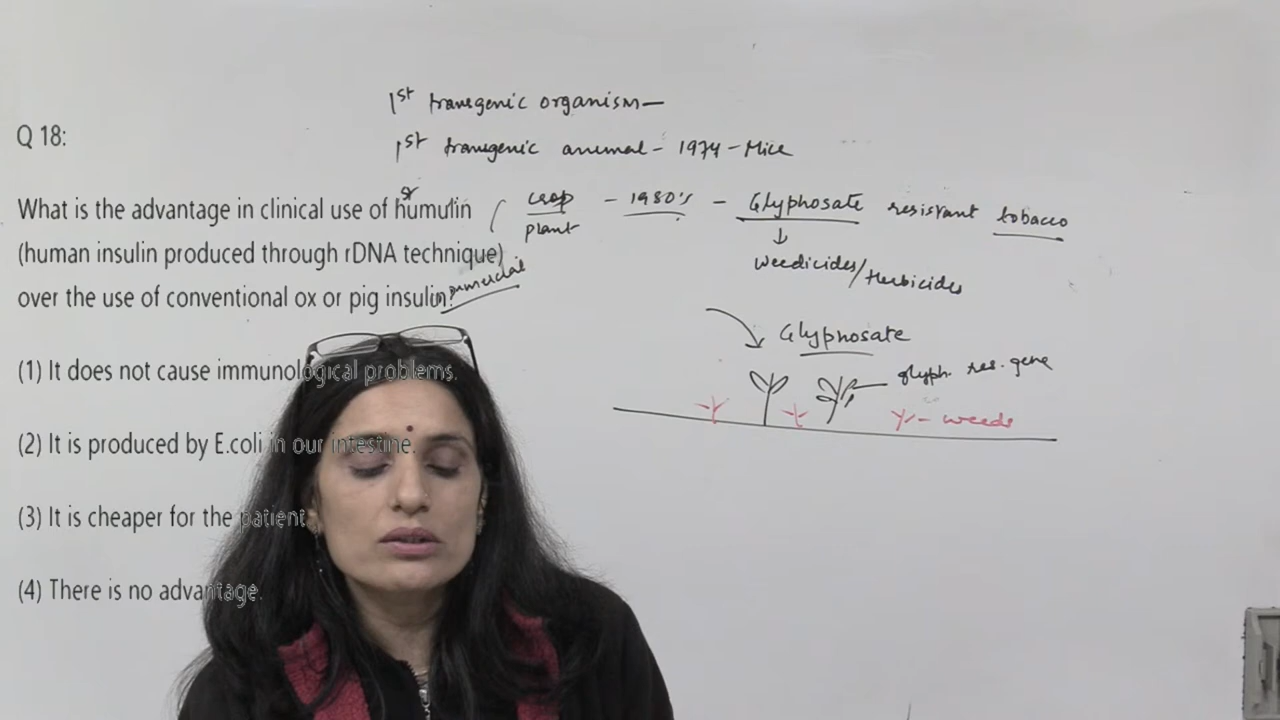 1st transgenic organism—
Q 18:
1st transgenic animal - 1974 - Mice
What is the advantage in clinical use of humulin
(human insulin produced through rDNA technique)
over the use of conventional ox or pig insulin?
crop - 1980's - Glyphosate resistant tobacco
plant
↓
Weedicides/Herbicides
commercial
Glyphosate
glyph. res. gene
weeds
(1) It does not cause immunological problems.
(2) It is produced by E.coli in our intestine.
(3) It is cheaper for the patient.
(4) There is no advantage.